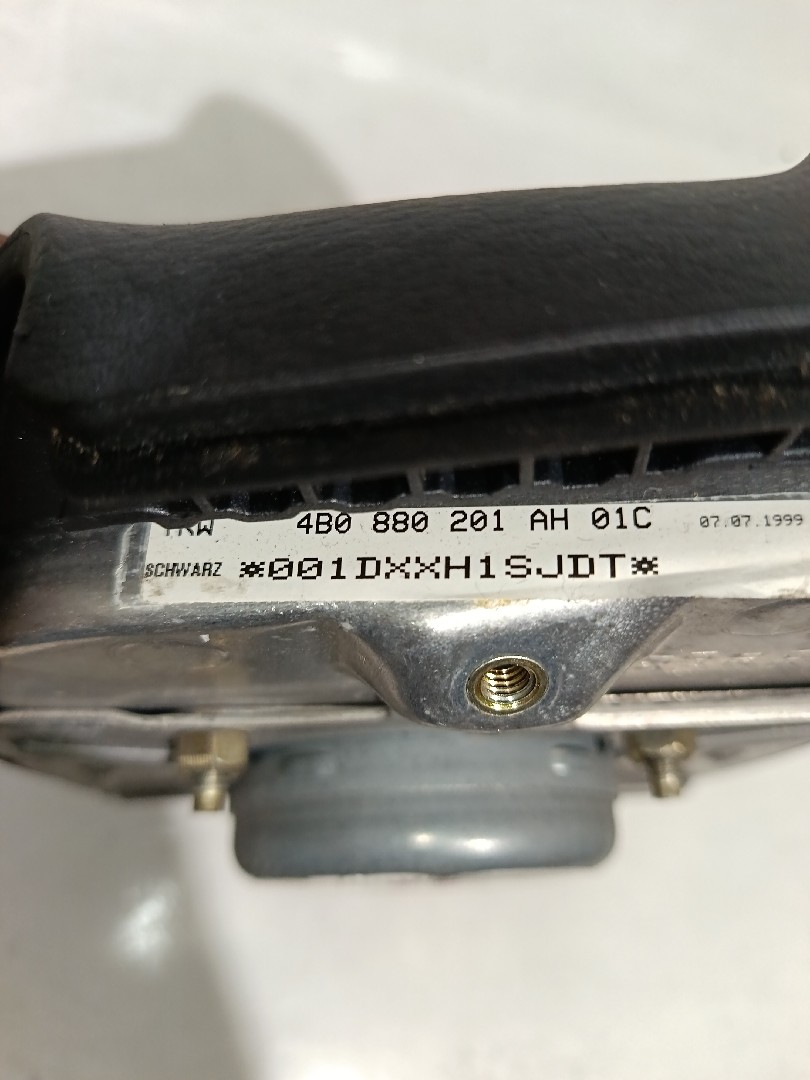 TRW 4B0 880 201 AH 01C 07.07.1999
SCHWARZ *001DXXH1SJDT*